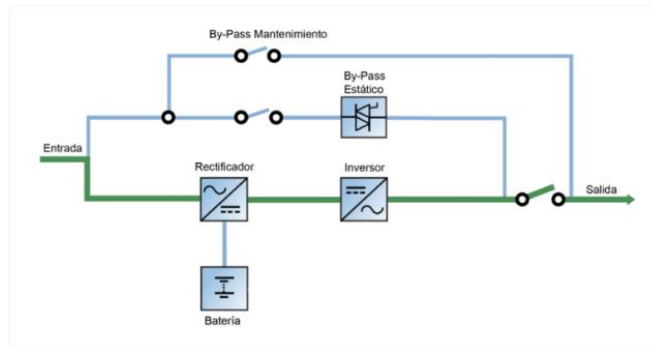 By-Pass Mantenimiento
By-Pass
Estático
Entrada
Rectificador
Inversor
Salida
Batería